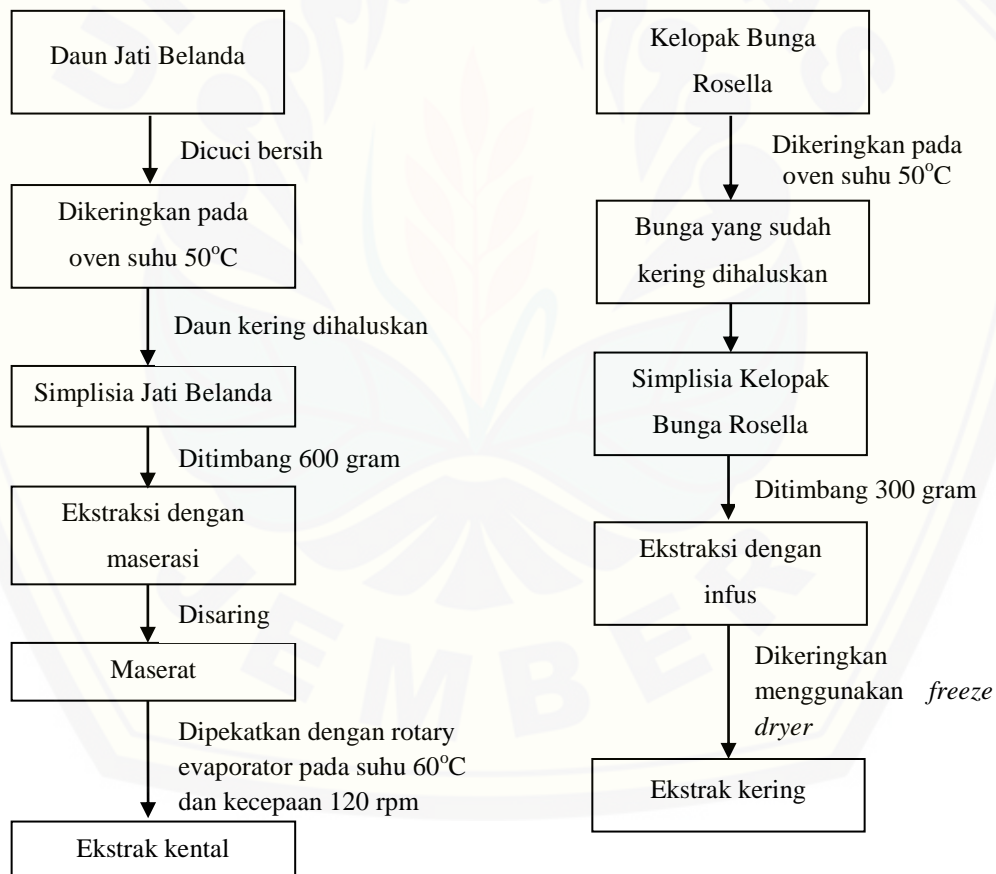 Daun Jati Belanda
Dicuci bersih
Dikeringkan pada
oven suhu 50°C
Daun kering dihaluskan
Simplisia Jati Belanda
Ditimbang 600 gram
Ekstraksi dengan
maserasi
Disaring
Maserat
Dipekatkan dengan rotary
evaporator pada suhu 60°C
dan kecepaan 120 rpm
Ekstrak kental
Kelopak Bunga
Rosella
Dikeringkan pada
oven suhu 50°C
Bunga yang sudah
kering dihaluskan
Simplisia Kelopak
Bunga Rosella
Ditimbang 300 gram
Ekstraksi dengan
infus
Dikeringkan
menggunakan freeze
dryer
Ekstrak kering
JEMBER